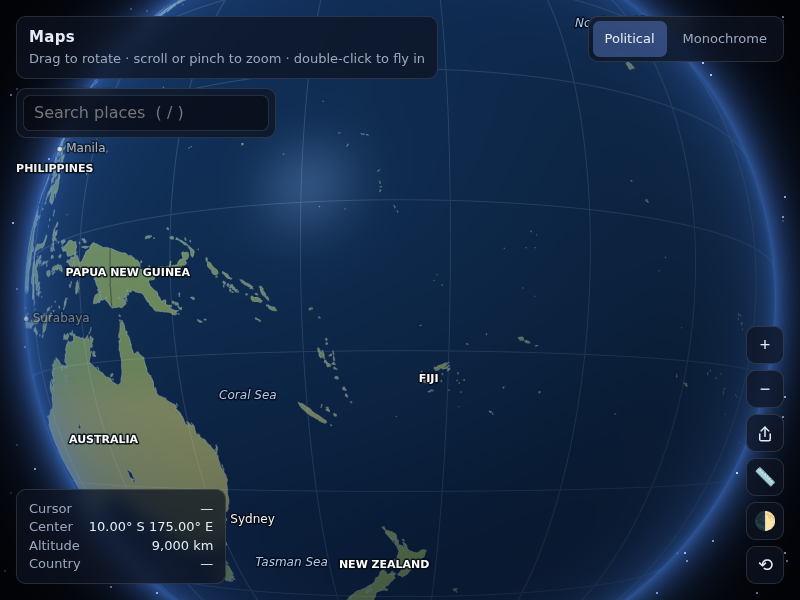 Maps
Drag to rotate · scroll or pinch to zoom · double-click to fly in
Political
Monochrome
Search places ( / )
Manila
PHILIPPINES
PAPUA NEW GUINEA
Surabaya
Coral Sea
FIJI
AUSTRALIA
Sydney
Tasman Sea
NEW ZEALAND
Cursor —
Center 10.00° S 175.00° E
Altitude 9,000 km
Country —
+
−